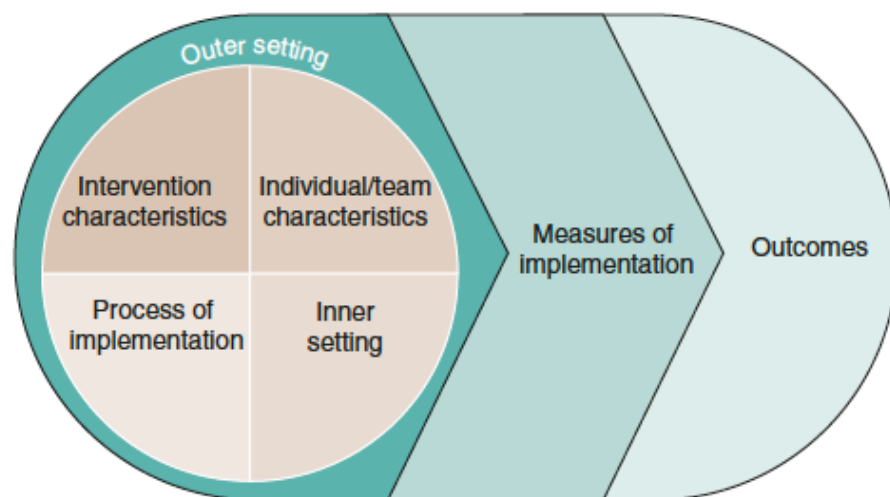 Outer setting
Intervention
characteristics
Individual/team
characteristics
Process of
implementation
Inner
setting
Measures of
implementation
Outcomes